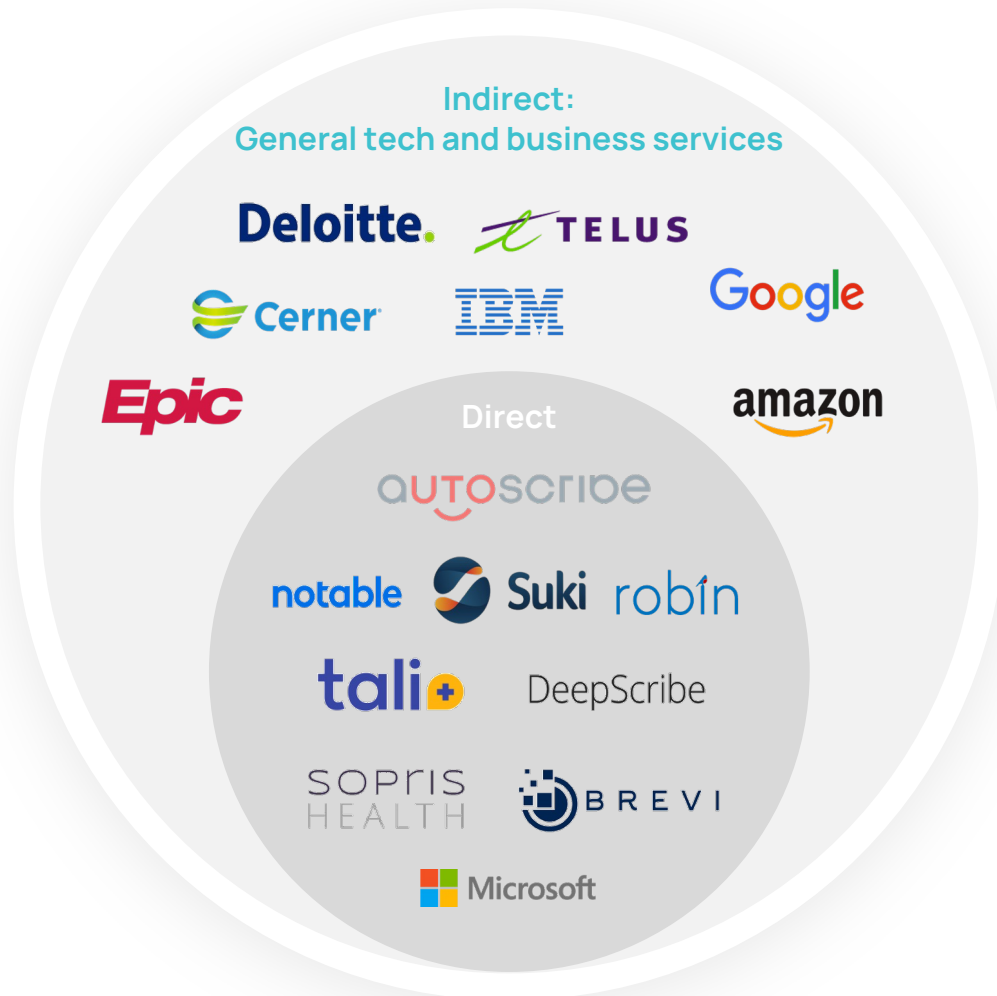 Indirect:
General tech and business services
Deloitte.
TELUS
Google
Cerner
IBM
Epic
amazon
Direct
autoscribe
notable
Suki
robin
tali
DeepScribe
SOPRIS
HEALTH
BREVI
Microsoft